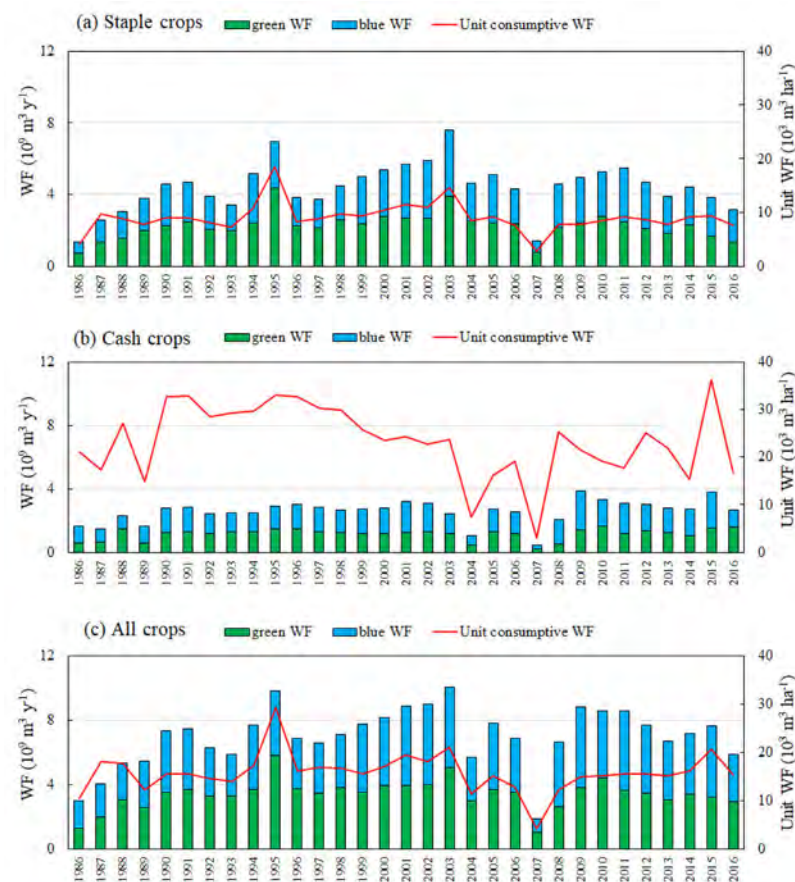 (a) Staple crops green WF blue WF Unit consumptive WF
12 40
8 30
20
4 10
0 0
WF (10⁹ m³ y⁻¹)
Unit WF (10³ m³ ha⁻¹)
1986 1987 1988 1989 1990 1991 1992 1993 1994 1995 1996 1997 1998 1999 2000 2001 2002 2003 2004 2005 2006 2007 2008 2009 2010 2011 2012 2013 2014 2015 2016
(b) Cash crops green WF blue WF Unit consumptive WF
12 40
8 30
20
4 10
0 0
WF (10⁹ m³ y⁻¹)
Unit WF (10³ m³ ha⁻¹)
1986 1987 1988 1989 1990 1991 1992 1993 1994 1995 1996 1997 1998 1999 2000 2001 2002 2003 2004 2005 2006 2007 2008 2009 2010 2011 2012 2013 2014 2015 2016
(c) All crops green WF blue WF Unit consumptive WF
12 40
8 30
20
4 10
0 0
WF (10⁹ m³ y⁻¹)
Unit WF (10³ m³ ha⁻¹)
1986 1987 1988 1989 1990 1991 1992 1993 1994 1995 1996 1997 1998 1999 2000 2001 2002 2003 2004 2005 2006 2007 2008 2009 2010 2011 2012 2013 2014 2015 2016